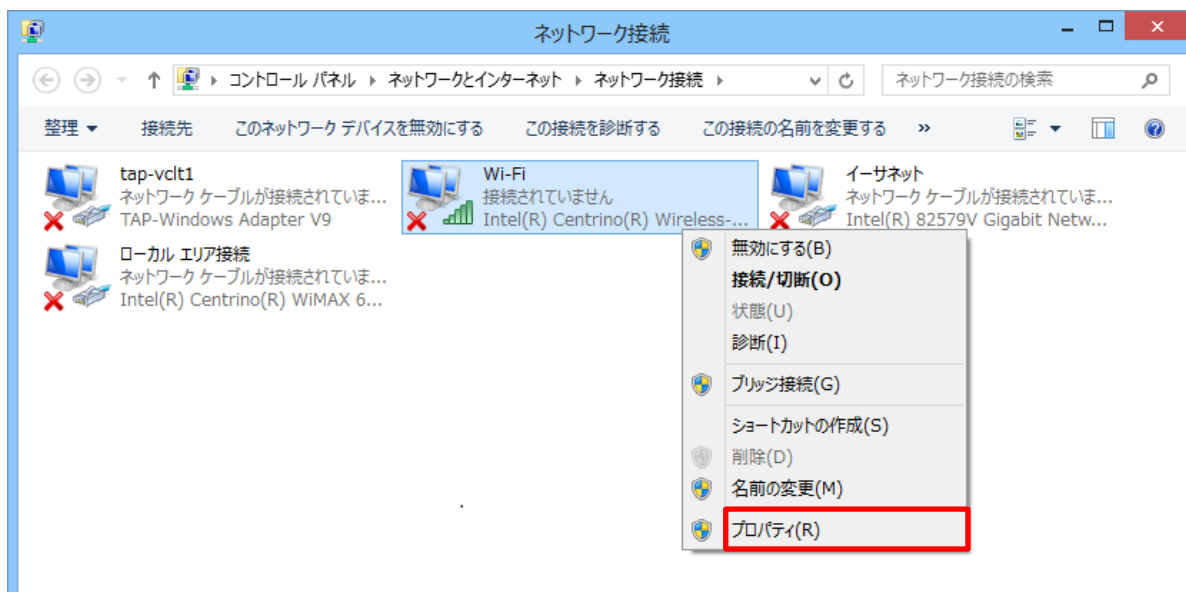 ネットワーク接続
コントロール パネル ネットワークとインターネット ネットワーク接続 ネットワーク接続の検索
整理 接続先 このネットワーク デバイスを無効にする この接続を診断する この接続の名前を変更する »
tap-vclt1
ネットワーク ケーブルが接続されていま...
TAP-Windows Adapter V9
Wi-Fi
接続されていません
Intel(R) Centrino(R) Wireless-...
イーサネット
ネットワーク ケーブルが接続されていま...
Intel(R) 82579V Gigabit Netw...
ローカル エリア接続
ネットワーク ケーブルが接続されていま...
Intel(R) Centrino(R) WiMAX 6...
無効にする(B)
接続/切断(O)
状態(U)
診断(I)
ブリッジ接続(G)
ショートカットの作成(S)
削除(D)
名前の変更(M)
プロパティ(R)